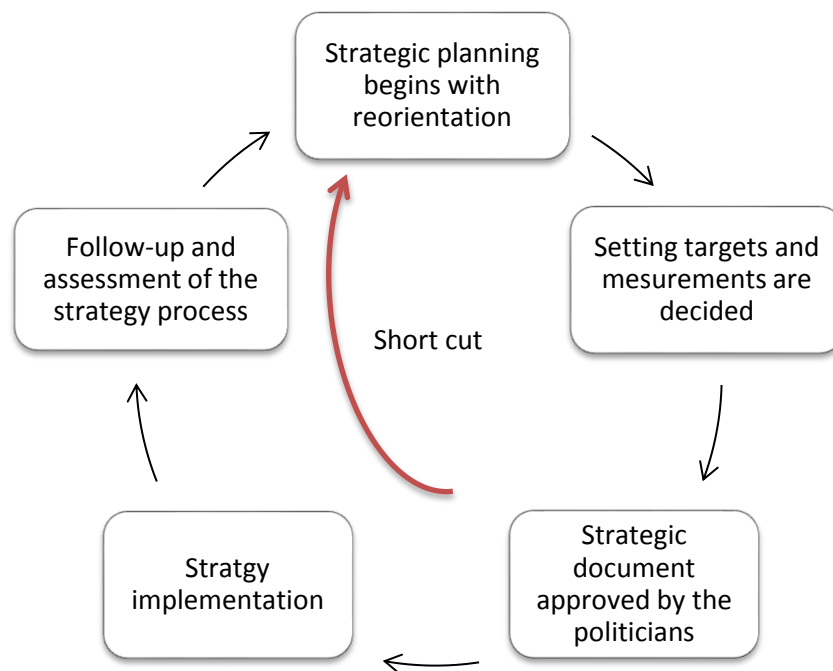 Strategic planning
begins with
reorientation
Setting targets and
mesurements are
decided
Strategic
document
approved by the
politicians
Stratgy
implementation
Follow-up and
assessment of the
strategy process
Short cut